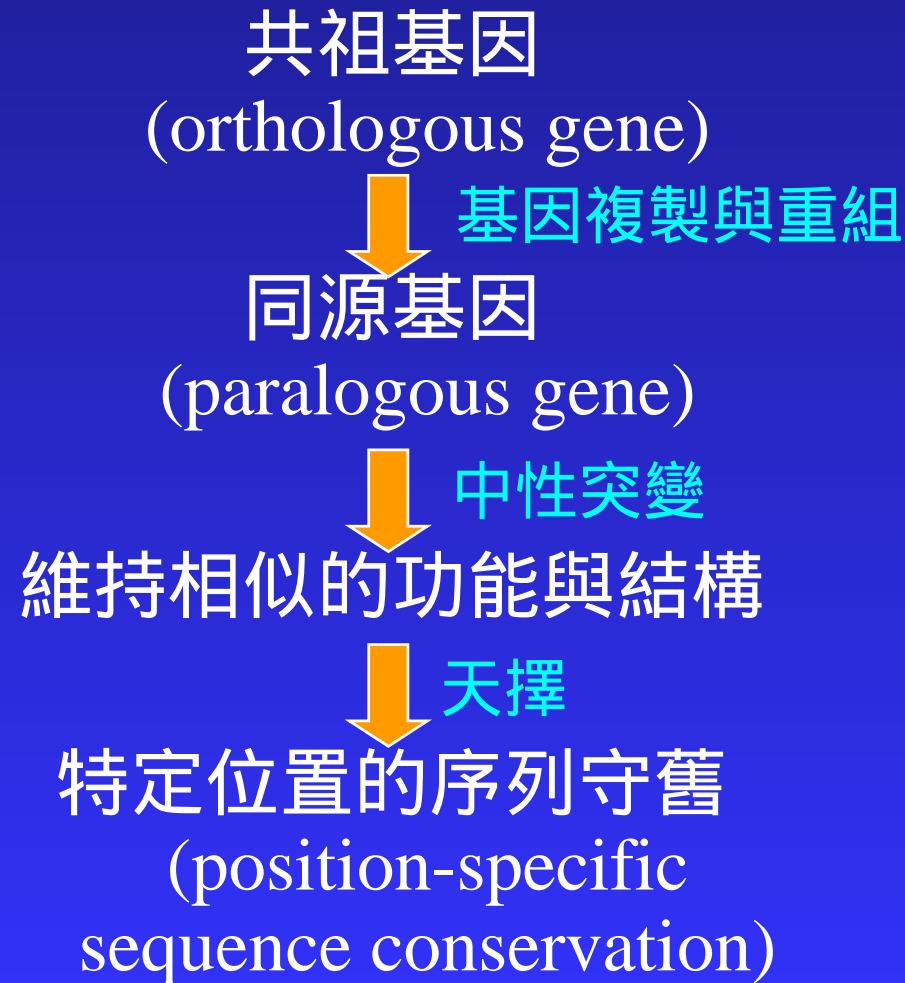 共祖基因
(orthologous gene)
基因複製與重組
同源基因
(paralogous gene)
中性突變
維持相似的功能與結構
天擇
特定位置的序列守舊
(position-specific
sequence conservation)